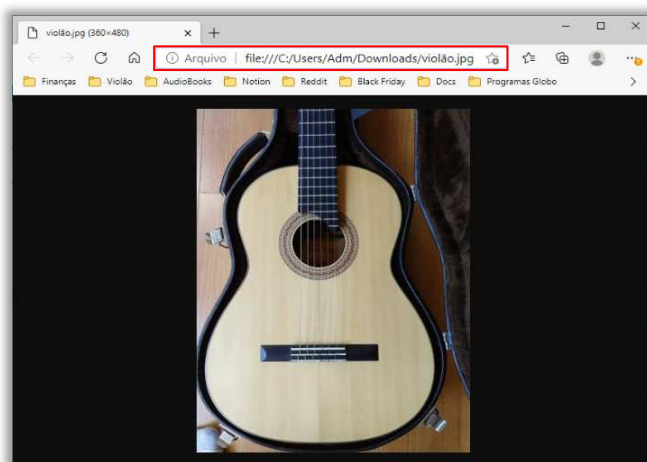 violão.jpg (360×480)
Arquivo | file:///C:/Users/Adm/Downloads/violão.jpg
Finanças Violão AudioBooks Notion Reddit Black Friday Docs Programas Globo